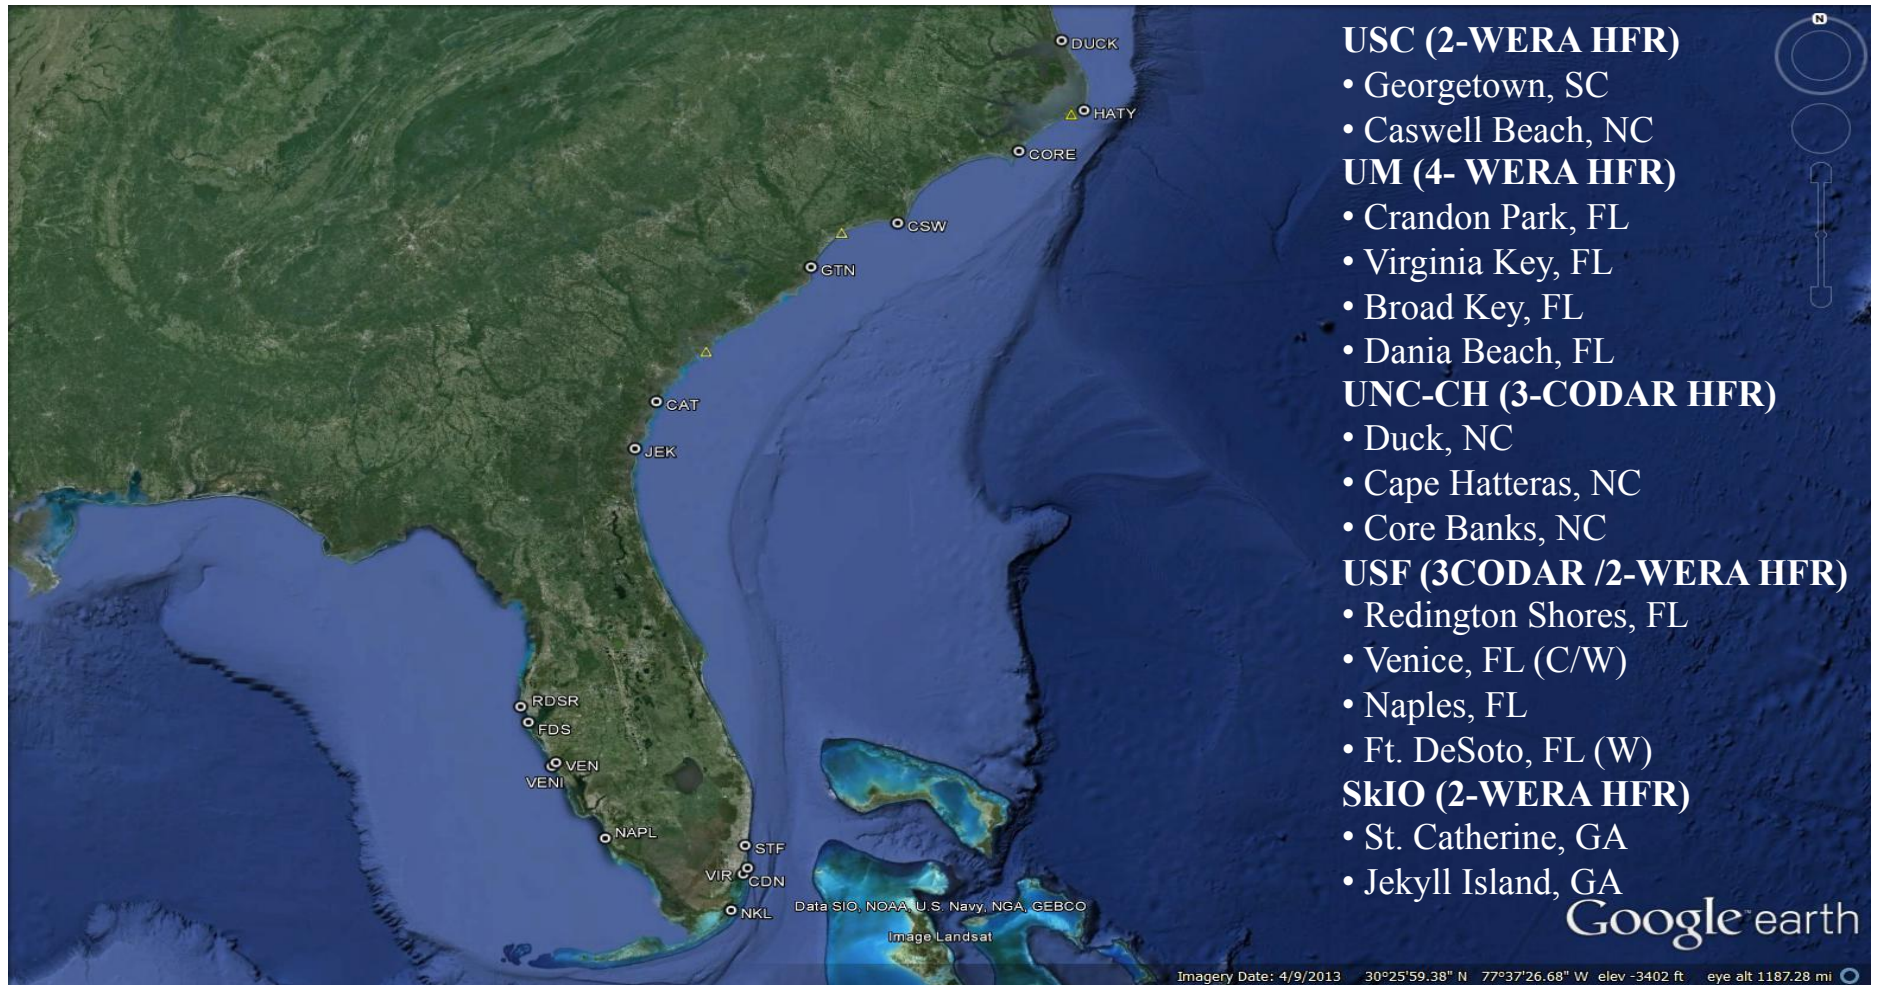 DUCK
HATY
CORE
CSW
GTN
CAT
JEK
RDSR
FDS
VEN
VENI
NAPL
STF
VIR
CDN
NKL
USC (2-WERA HFR)
• Georgetown, SC
• Caswell Beach, NC
UM (4- WERA HFR)
• Crandon Park, FL
• Virginia Key, FL
• Broad Key, FL
• Dania Beach, FL
UNC-CH (3-CODAR HFR)
• Duck, NC
• Cape Hatteras, NC
• Core Banks, NC
USF (3CODAR /2-WERA HFR)
• Redington Shores, FL
• Venice, FL (C/W)
• Naples, FL
• Ft. DeSoto, FL (W)
SkIO (2-WERA HFR)
• St. Catherine, GA
• Jekyll Island, GA
N
Data SIO, NOAA, U.S. Navy, NGA, GEBCO
Image Landsat
Google earth
Imagery Date: 4/9/2013 30°25'59.38" N 77°37'26.68" W elev -3402 ft eye alt 1187.28 mi